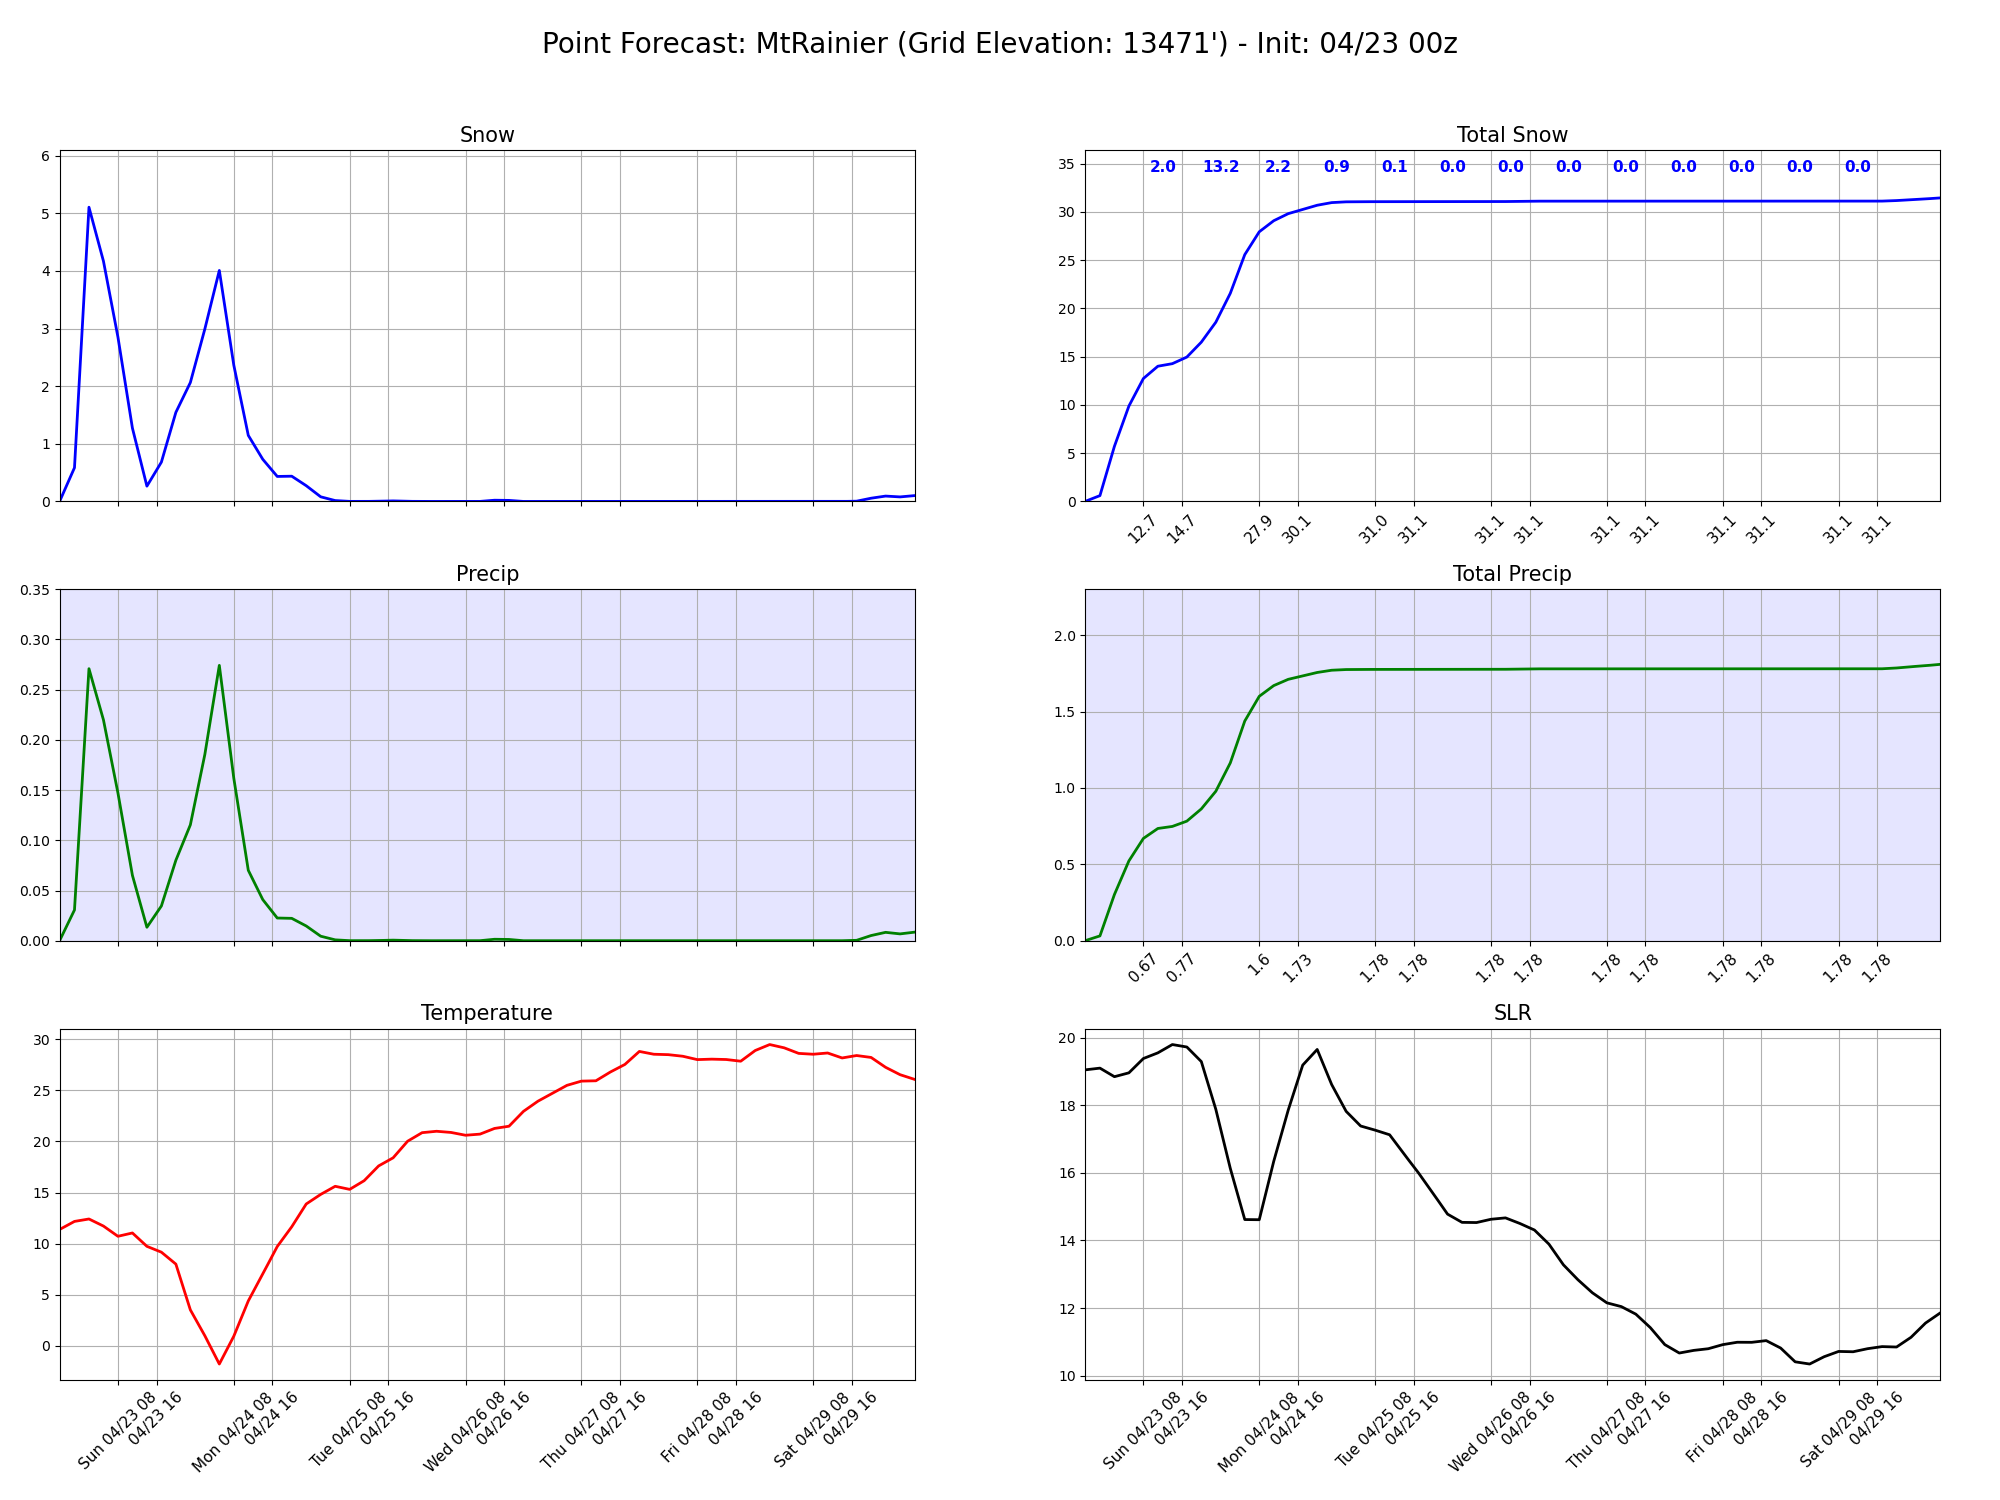 Point Forecast: MtRainier (Grid Elevation: 13471') - Init: 04/23 00z
Snow
6
5
4
3
2
1
0
Total Snow
2.0 13.2 2.2 0.9 0.1 0.0 0.0 0.0 0.0 0.0 0.0 0.0 0.0
35
30
25
20
15
10
5
0
12.7 14.7 27.9 30.1 31.0 31.1 31.1 31.1 31.1 31.1 31.1 31.1 31.1 31.1
Precip
0.35
0.30
0.25
0.20
0.15
0.10
0.05
0.00
Total Precip
2.0
1.5
1.0
0.5
0.0
0.67 0.77 1.6 1.73 1.78 1.78 1.78 1.78 1.78 1.78 1.78 1.78 1.78 1.78
Temperature
30
25
20
15
10
5
0
Sun 04/23 08
04/23 16
Mon 04/24 08
04/24 16
Tue 04/25 08
04/25 16
Wed 04/26 08
04/26 16
Thu 04/27 08
04/27 16
Fri 04/28 08
04/28 16
Sat 04/29 08
04/29 16
SLR
20
18
16
14
12
10
Sun 04/23 08
04/23 16
Mon 04/24 08
04/24 16
Tue 04/25 08
04/25 16
Wed 04/26 08
04/26 16
Thu 04/27 08
04/27 16
Fri 04/28 08
04/28 16
Sat 04/29 08
04/29 16